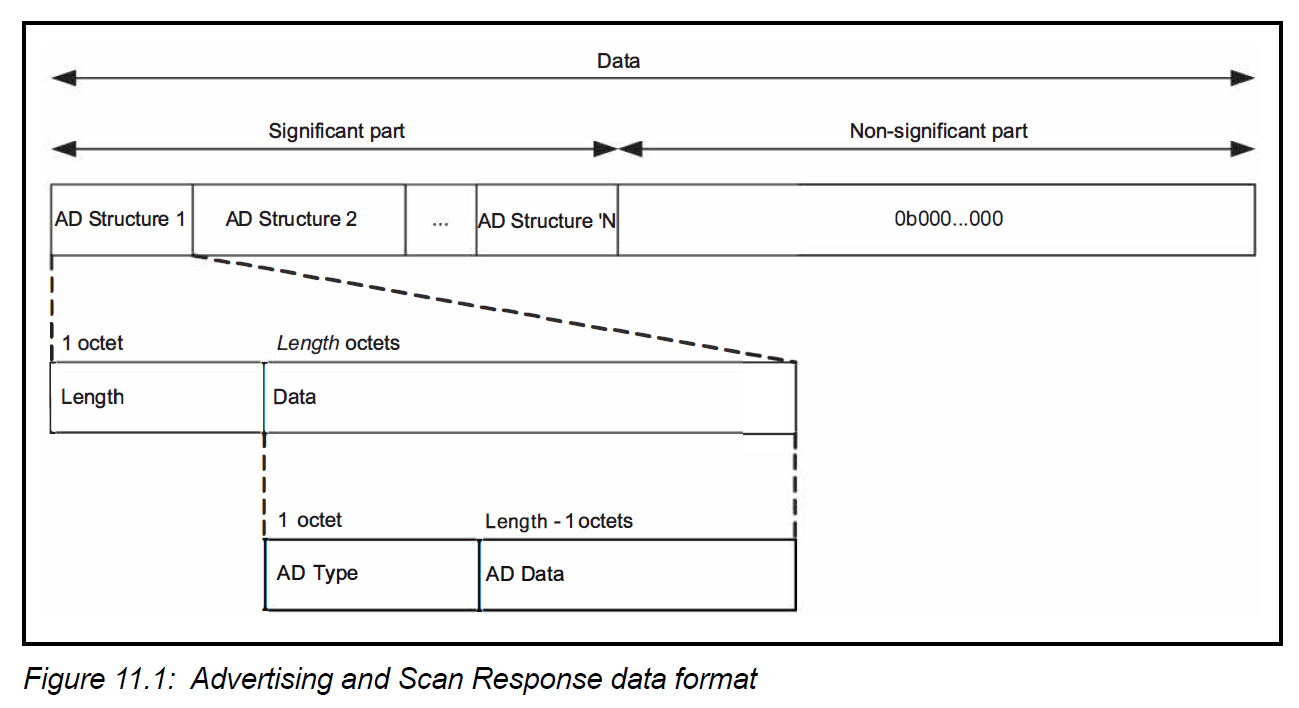 Data
Significant part
Non-significant part
AD Structure 1
AD Structure 2
...
AD Structure 'N
0b000...000
1 octet
Length octets
Length
Data
1 octet
Length - 1 octets
AD Type
AD Data
Figure 11.1: Advertising and Scan Response data format